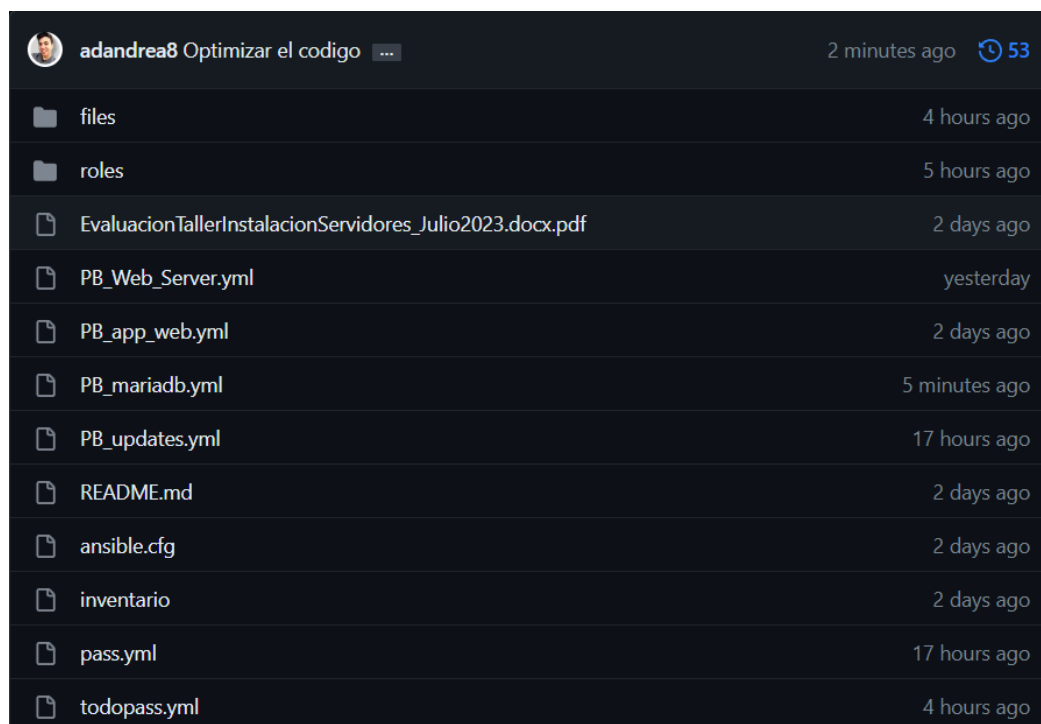 adandrea8 Optimizar el codigo ... 2 minutes ago 53
files 4 hours ago
roles 5 hours ago
EvaluacionTallerInstalacionServidores_Julio2023.docx.pdf 2 days ago
PB_Web_Server.yml yesterday
PB_app_web.yml 2 days ago
PB_mariadb.yml 5 minutes ago
PB_updates.yml 17 hours ago
README.md 2 days ago
ansible.cfg 2 days ago
inventario 2 days ago
pass.yml 17 hours ago
todopass.yml 4 hours ago